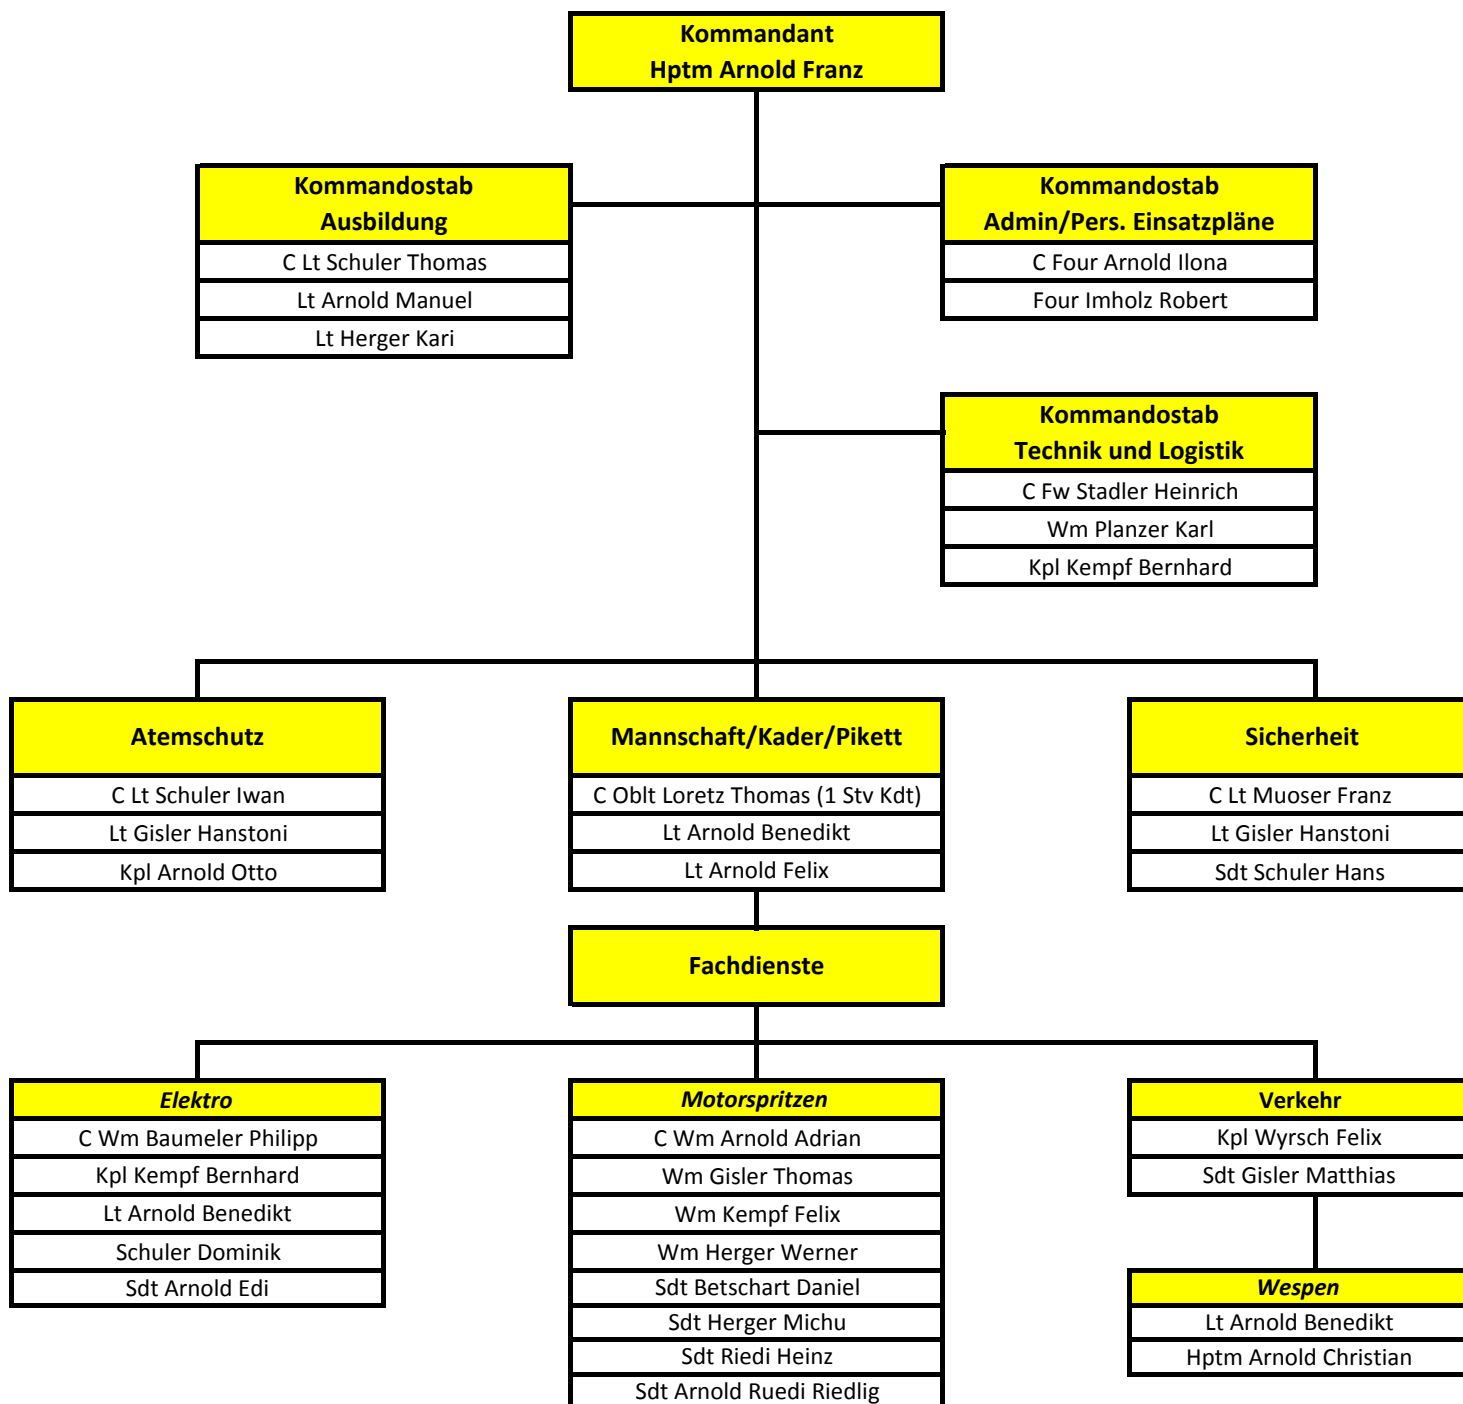 Kommandant
Hptm Arnold Franz
Kommandostab
Ausbildung
C Lt Schuler Thomas
Lt Arnold Manuel
Lt Herger Kari
Kommandostab
Admin/Pers. Einsatzpläne
C Four Arnold Ilona
Four Imholz Robert
Kommandostab
Technik und Logistik
C Fw Stadler Heinrich
Wm Planzer Karl
Kpl Kempf Bernhard
Atemschutz
C Lt Schuler Iwan
Lt Gisler Hanstoni
Kpl Arnold Otto
Mannschaft/Kader/Pikett
C Oblt Loretz Thomas (1 Stv Kdt)
Lt Arnold Benedikt
Lt Arnold Felix
Sicherheit
C Lt Muoser Franz
Lt Gisler Hanstoni
Sdt Schuler Hans
Fachdienste
Elektro
C Wm Baumeler Philipp
Kpl Kempf Bernhard
Lt Arnold Benedikt
Schuler Dominik
Sdt Arnold Edi
Motorspritzen
C Wm Arnold Adrian
Wm Gisler Thomas
Wm Kempf Felix
Wm Herger Werner
Sdt Betschart Daniel
Sdt Herger Michu
Sdt Riedi Heinz
Sdt Arnold Ruedi Riedlig
Verkehr
Kpl Wyrsch Felix
Sdt Gisler Matthias
Wespen
Lt Arnold Benedikt
Hptm Arnold Christian